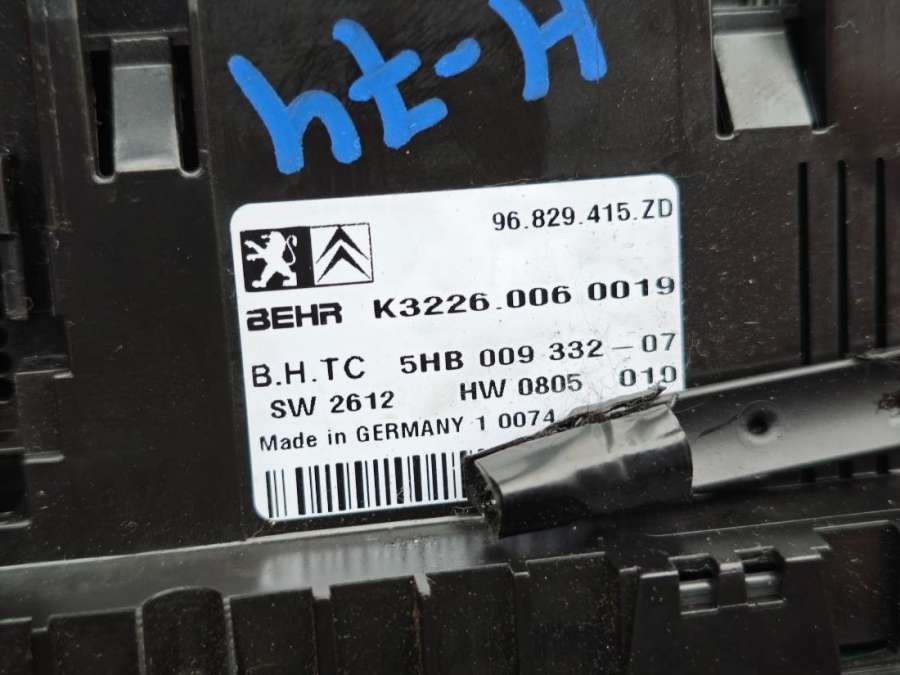 H-74
96.829.415.ZD
BEHR K3226.006 0019
B.H.TC 5HB 009 332-07
SW 2612 HW 0805 010
Made in GERMANY 1 0074